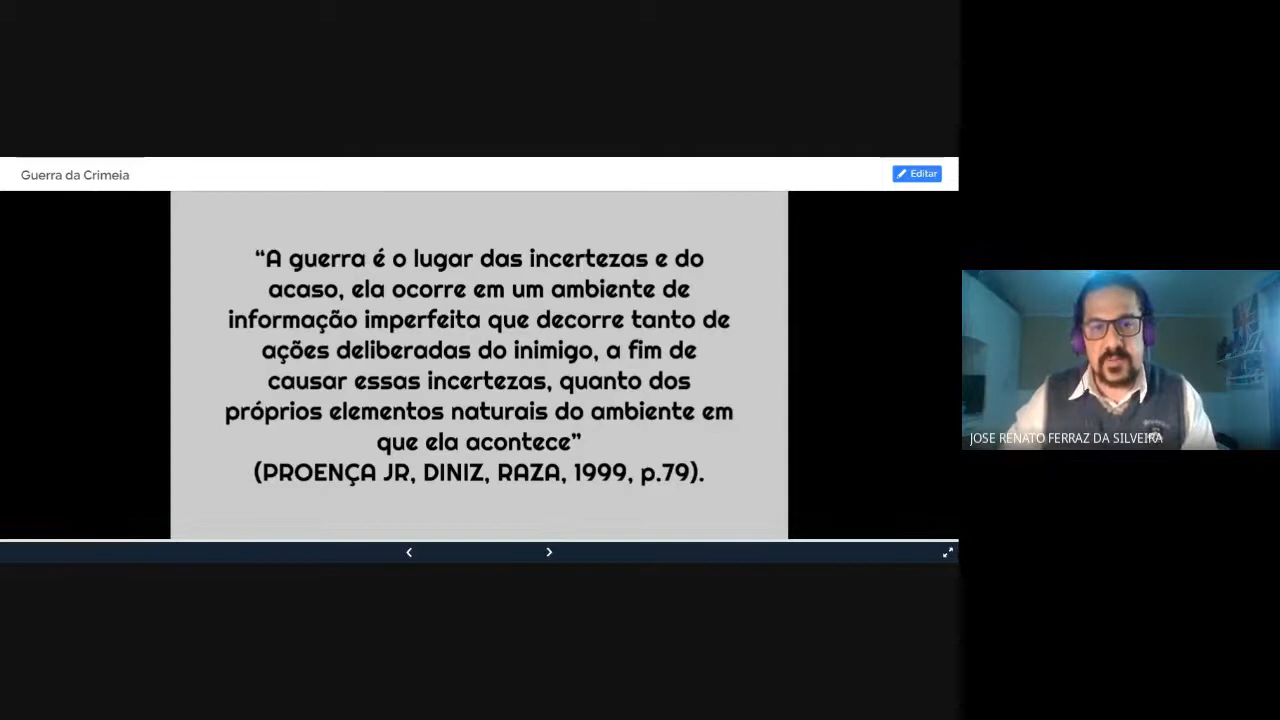 Guerra da Crimeia
Editar
“A guerra é o lugar das incertezas e do
acaso, ela ocorre em um ambiente de
informação imperfeita que decorre tanto de
ações deliberadas do inimigo, a fim de
causar essas incertezas, quanto dos
próprios elementos naturais do ambiente em
que ela acontece”
(PROENÇA JR, DINIZ, RAZA, 1999, p.79).
JOSE RENATO FERRAZ DA SILVEIRA